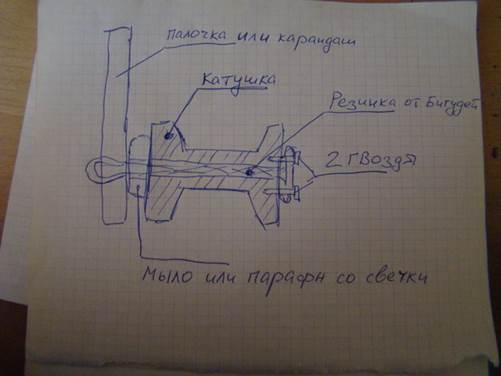 палочка или карандаш
Катушка
Резинка от Бигудей
2 гвоздя
Мыло или парафн со свечки